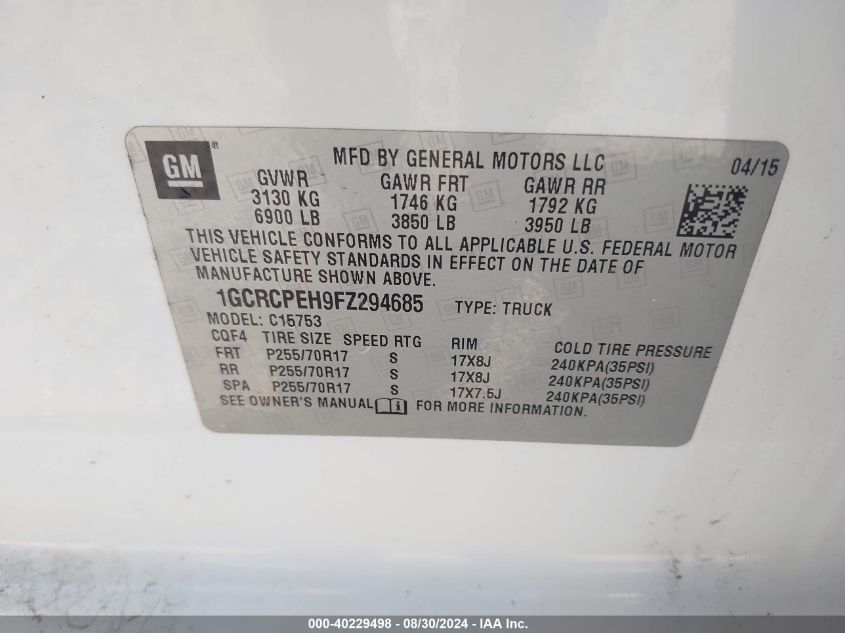 GM ®
MFD BY GENERAL MOTORS LLC
04/15
GVWR GAWR FRT GAWR RR
3130 KG 1746 KG 1792 KG
6900 LB 3850 LB 3950 LB
THIS VEHICLE CONFORMS TO ALL APPLICABLE U.S. FEDERAL MOTOR
VEHICLE SAFETY STANDARDS IN EFFECT ON THE DATE OF
MANUFACTURE SHOWN ABOVE.
1GCRCPEH9FZ294685 TYPE: TRUCK
MODEL: C15753
CQF4 TIRE SIZE SPEED RTG RIM COLD TIRE PRESSURE
FRT P255/70R17 S 17X8J 240KPA(35PSI)
RR P255/70R17 S 17X8J 240KPA(35PSI)
SPA P255/70R17 S 17X7.5J 240KPA(35PSI)
SEE OWNER'S MANUAL i FOR MORE INFORMATION.
000-40229498 - 08/30/2024 - IAA Inc.